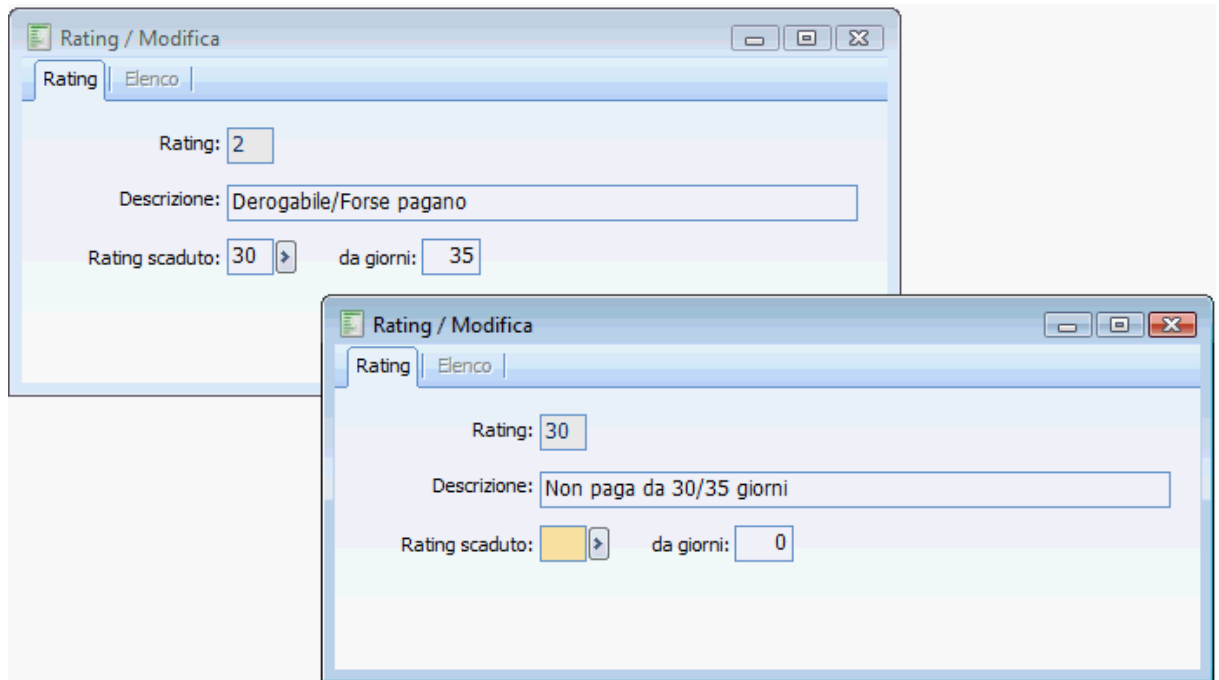 Rating / Modifica
Rating Elenco
Rating: 2
Descrizione: Derogabile/Forse pagano
Rating scaduto: 30 da giorni: 35
Rating / Modifica
Rating Elenco
Rating: 30
Descrizione: Non paga da 30/35 giorni
Rating scaduto: da giorni: 0